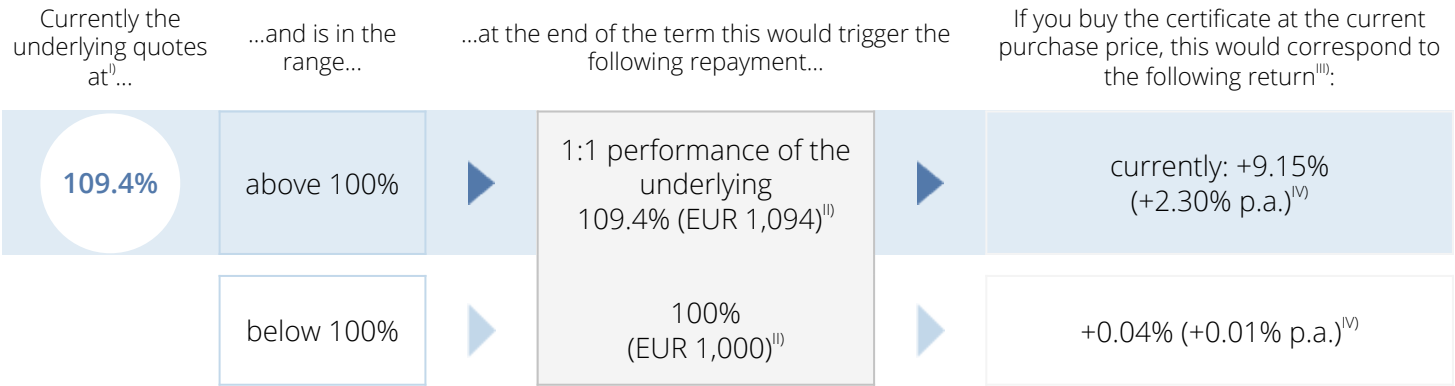 Currently the
underlying quotes
at^I)...
...and is in the
range...
...at the end of the term this would trigger the
following repayment...
If you buy the certificate at the current
purchase price, this would correspond to
the following return^III):
109.4%
above 100%
1:1 performance of the
underlying
109.4% (EUR 1,094)^II)
currently: +9.15%
(+2.30% p.a.)^IV)
below 100%
100%
(EUR 1,000)^II)
+0.04% (+0.01% p.a.)^IV)